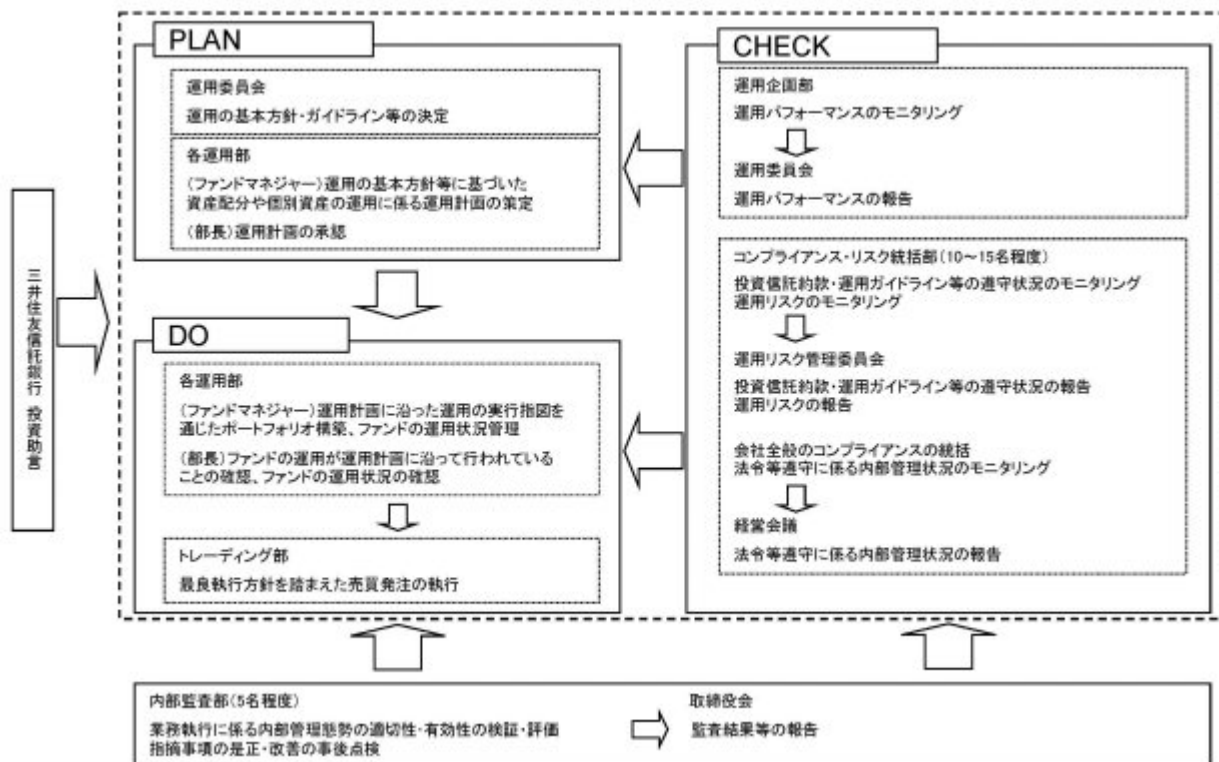 三井住友信託銀行 投資助言
PLAN
運用委員会
運用の基本方針・ガイドライン等の決定
各運用部
(ファンドマネジャー)運用の基本方針等に基づいた
資産配分や個別資産の運用に係る運用計画の策定
(部長)運用計画の承認
DO
各運用部
(ファンドマネジャー)運用計画に沿った運用の実行指図を
通じたポートフォリオ構築、ファンドの運用状況管理
(部長)ファンドの運用が運用計画に沿って行われている
ことの確認、ファンドの運用状況の確認
トレーディング部
最良執行方針を踏まえた売買発注の執行
CHECK
運用企画部
運用パフォーマンスのモニタリング
運用委員会
運用パフォーマンスの報告
コンプライアンス・リスク統括部(10～15名程度)
投資信託約款・運用ガイドライン等の遵守状況のモニタリング
運用リスクのモニタリング
運用リスク管理委員会
投資信託約款・運用ガイドライン等の遵守状況の報告
運用リスクの報告
会社全般のコンプライアンスの統括
法令等遵守に係る内部管理状況のモニタリング
経営会議
法令等遵守に係る内部管理状況の報告
内部監査部(5名程度)
業務執行に係る内部管理態勢の適切性・有効性の検証・評価
指摘事項の是正・改善の事後点検
取締役会
監査結果等の報告